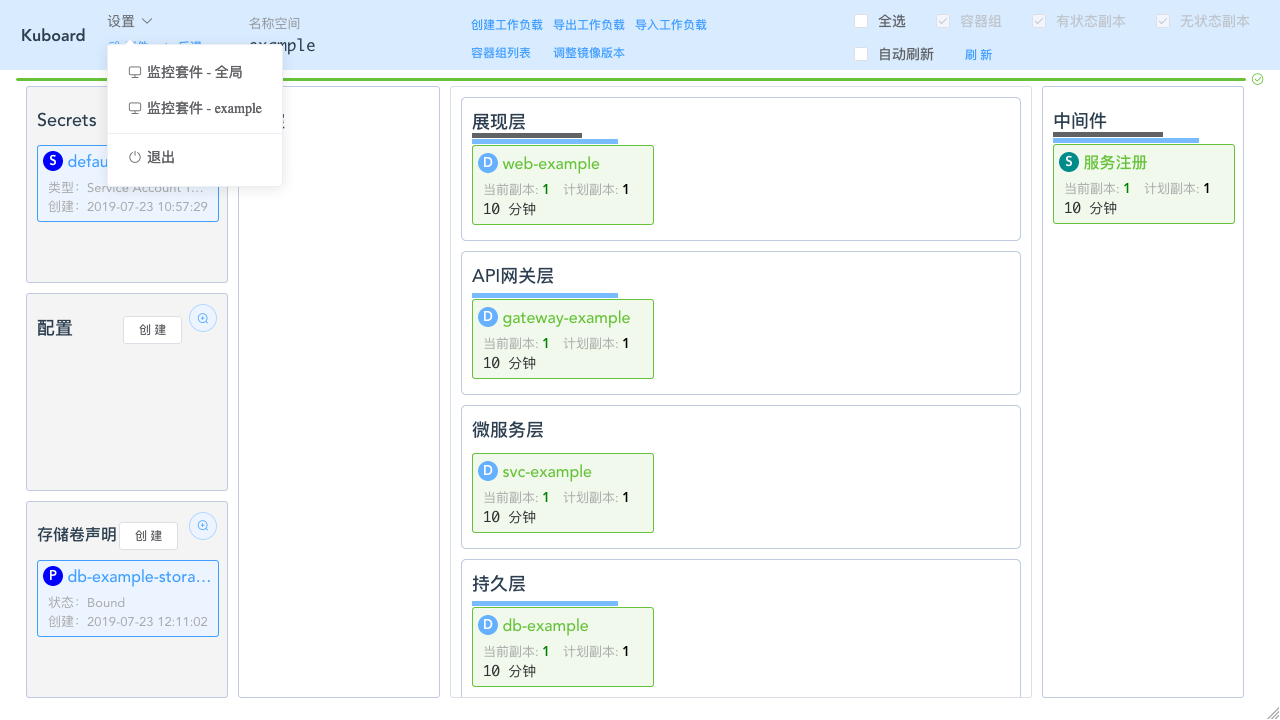 Kuboard
设置
监控套件 - 全局
监控套件 - example
退出
名称空间
example
创建工作负载 导出工作负载 导入工作负载
容器组列表 调整镜像版本
全选 容器组 有状态副本 无状态副本
自动刷新 刷 新
Secrets
S
类型：Service Account T…
创建：2019-07-23 10:57:29
配置 创 建
存储卷声明 创 建
P db-example-stora…
状态：Bound
创建：2019-07-23 12:11:02
展现层
D web-example
当前副本: 1 计划副本: 1
10 分钟
API网关层
D gateway-example
当前副本: 1 计划副本: 1
10 分钟
微服务层
D svc-example
当前副本: 1 计划副本: 1
10 分钟
持久层
D db-example
当前副本: 1 计划副本: 1
10 分钟
中间件
S 服务注册
当前副本: 1 计划副本: 1
10 分钟